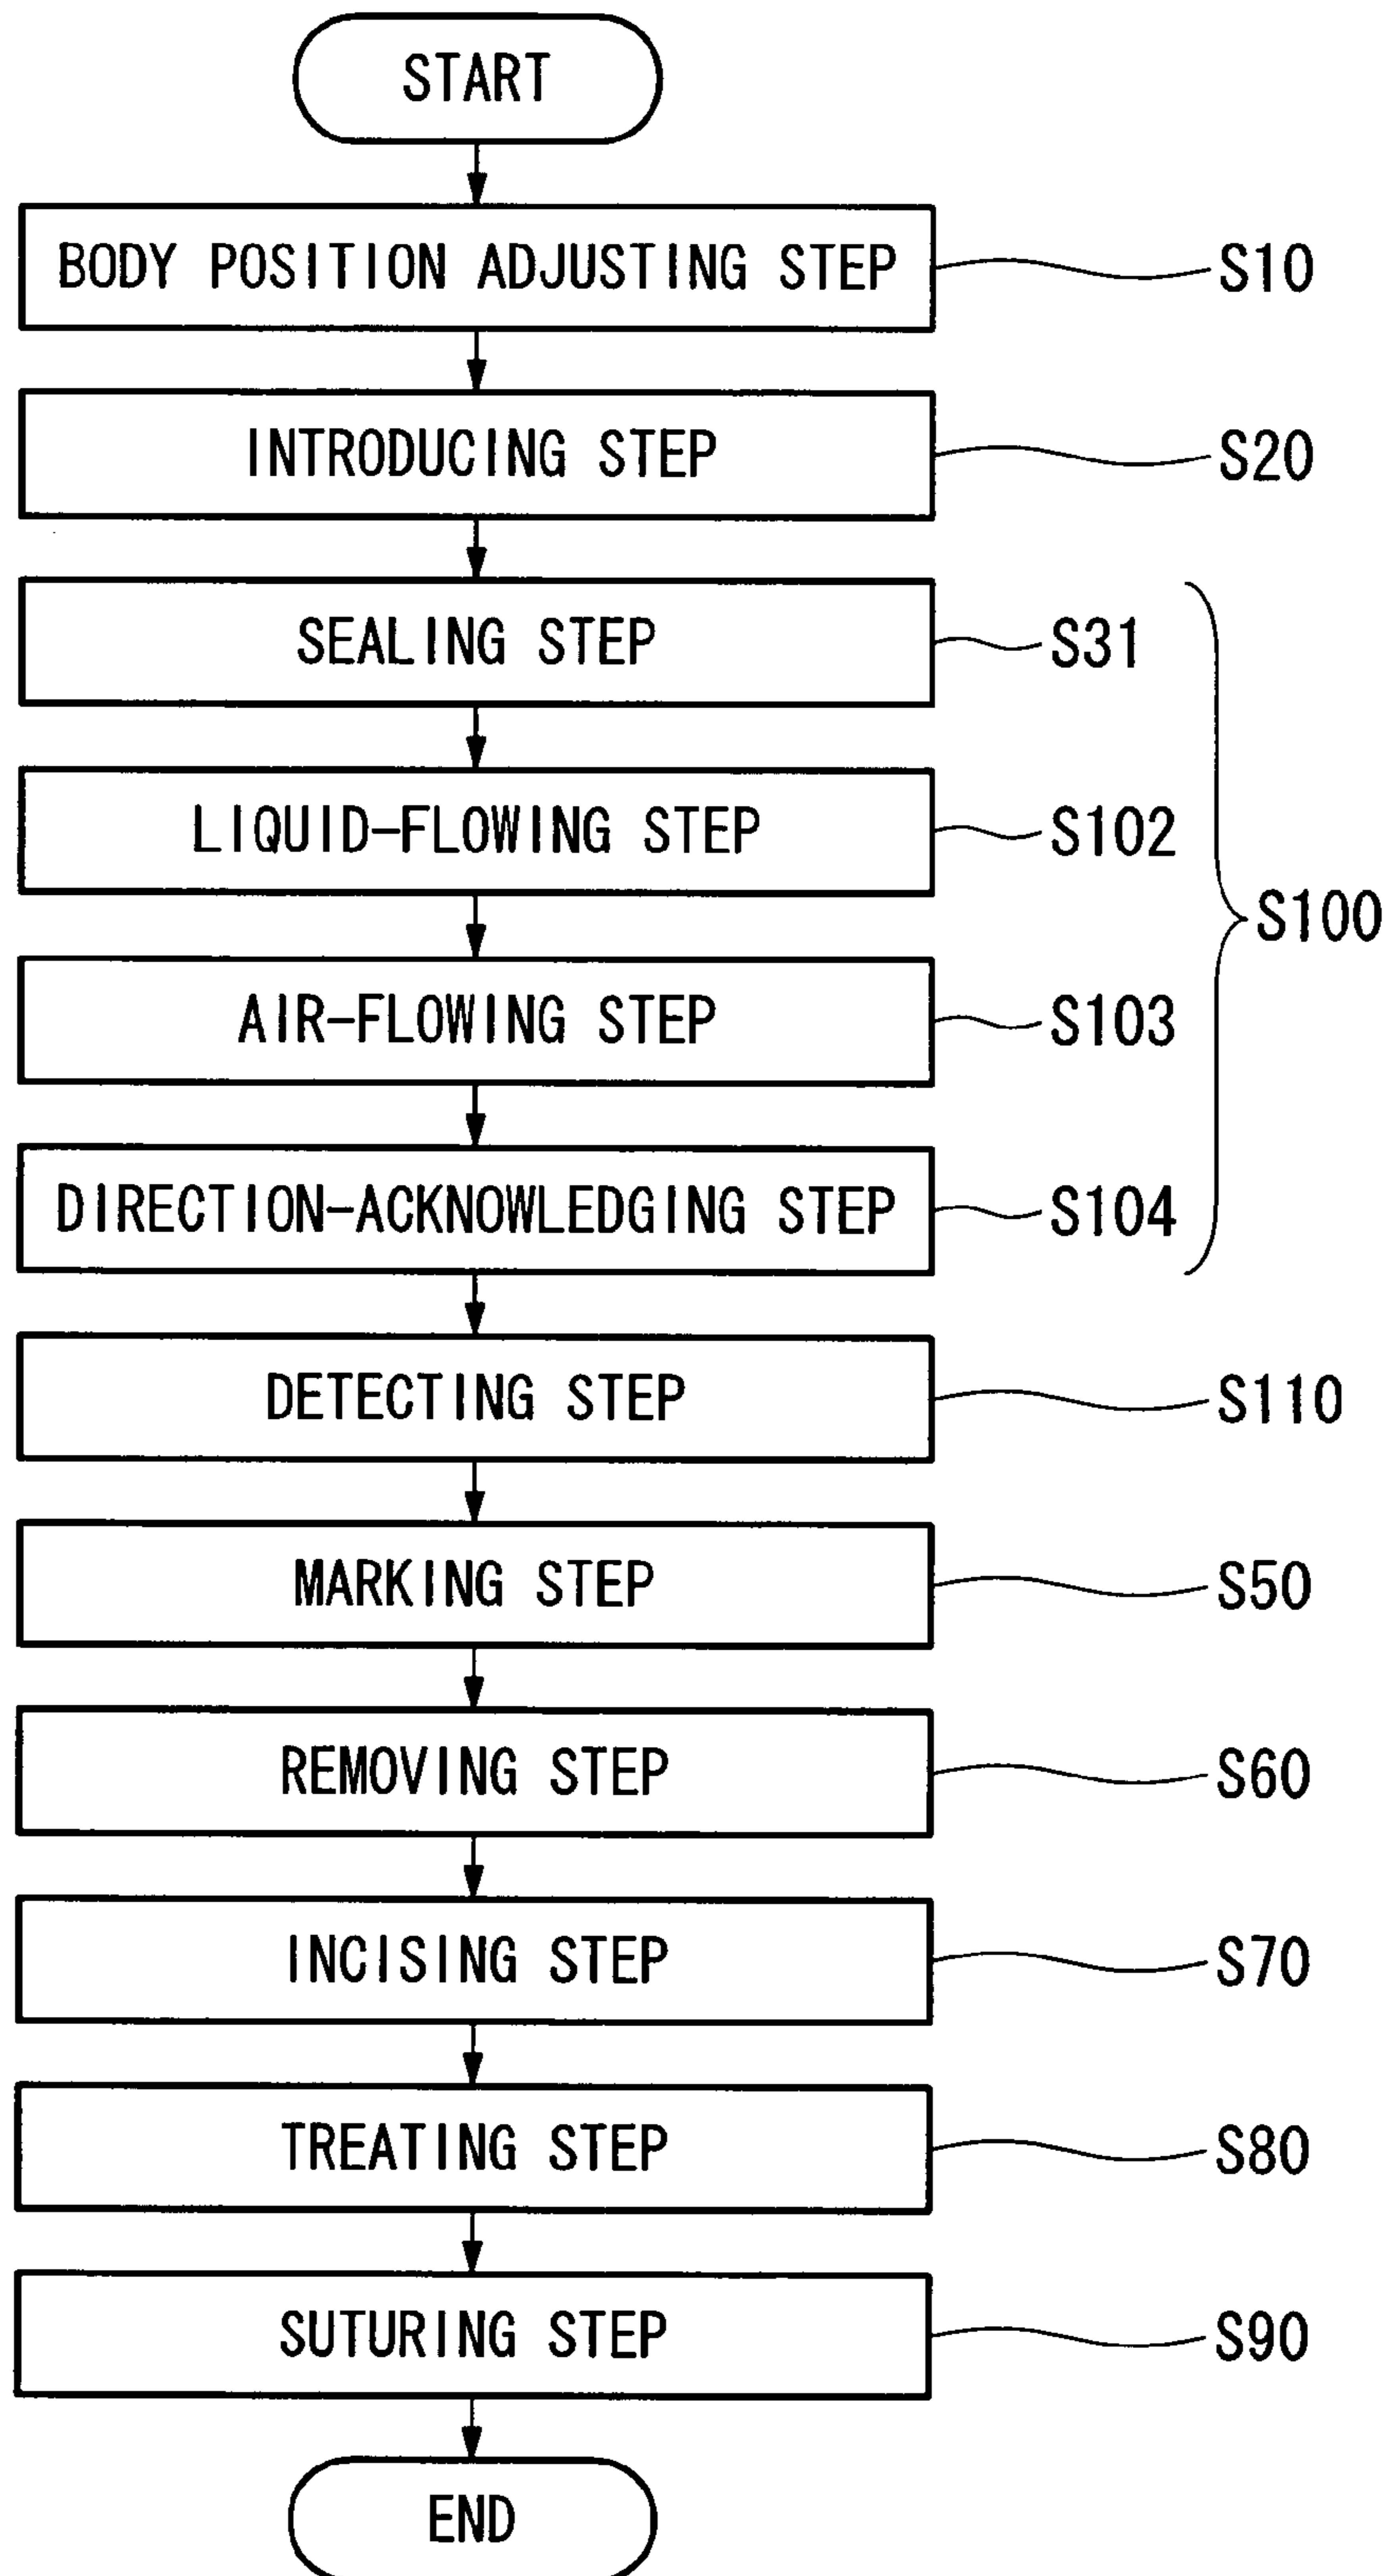 START
BODY POSITION ADJUSTING STEP S10
INTRODUCING STEP S20
SEALING STEP S31
LIQUID-FLOWING STEP S102
S100
AIR-FLOWING STEP S103
DIRECTION-ACKNOWLEDGING STEP S104
DETECTING STEP S110
MARKING STEP S50
REMOVING STEP S60
INCISING STEP S70
TREATING STEP S80
SUTURING STEP S90
END